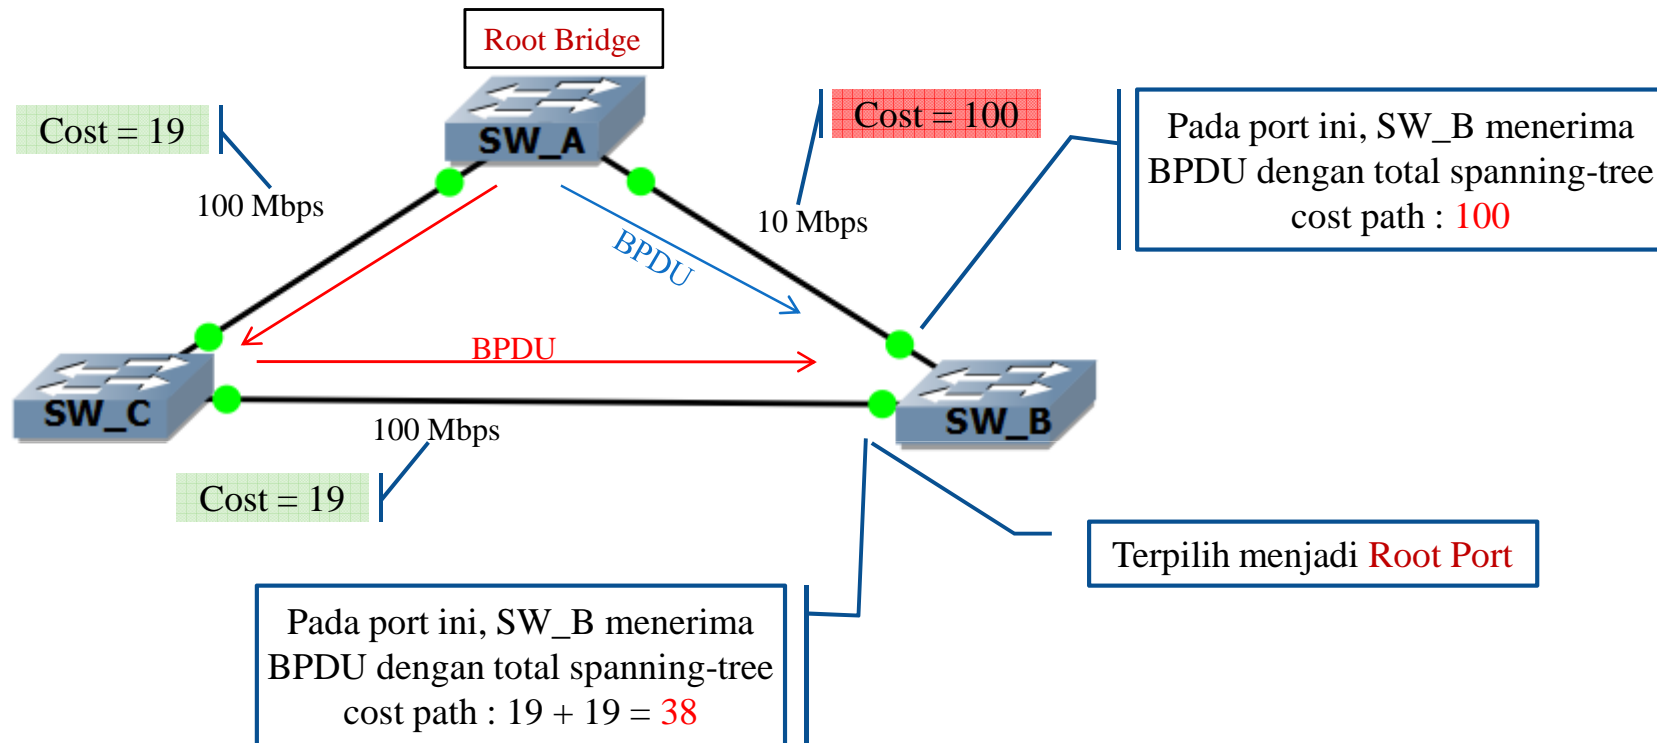 Root Bridge
Cost = 19
Cost = 100
SW_A
Pada port ini, SW_B menerima
BPDU dengan total spanning-tree
cost path : 100
100 Mbps
10 Mbps
BPDU
BPDU
SW_C
SW_B
100 Mbps
Cost = 19
Terpilih menjadi Root Port
Pada port ini, SW_B menerima
BPDU dengan total spanning-tree
cost path : 19 + 19 = 38